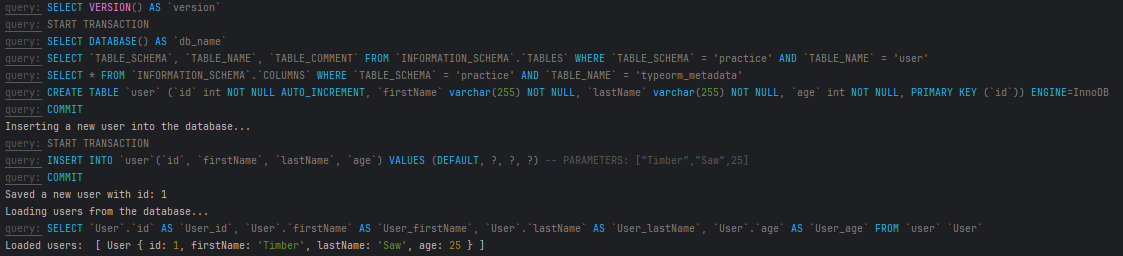 query: SELECT VERSION() AS `version`
query: START TRANSACTION
query: SELECT DATABASE() AS `db_name`
query: SELECT `TABLE_SCHEMA`, `TABLE_NAME`, `TABLE_COMMENT` FROM `INFORMATION_SCHEMA`.`TABLES` WHERE `TABLE_SCHEMA` = 'practice' AND `TABLE_NAME` = 'user'
query: SELECT * FROM `INFORMATION_SCHEMA`.`COLUMNS` WHERE `TABLE_SCHEMA` = 'practice' AND `TABLE_NAME` = 'typeorm_metadata'
query: CREATE TABLE `user` (`id` int NOT NULL AUTO_INCREMENT, `firstName` varchar(255) NOT NULL, `lastName` varchar(255) NOT NULL, `age` int NOT NULL, PRIMARY KEY (`id`)) ENGINE=InnoDB
query: COMMIT
Inserting a new user into the database...
query: START TRANSACTION
query: INSERT INTO `user`(`id`, `firstName`, `lastName`, `age`) VALUES (DEFAULT, ?, ?, ?) -- PARAMETERS: ["Timber","Saw",25]
query: COMMIT
Saved a new user with id: 1
Loading users from the database...
query: SELECT `User`.`id` AS `User_id`, `User`.`firstName` AS `User_firstName`, `User`.`lastName` AS `User_lastName`, `User`.`age` AS `User_age` FROM `user` `User`
Loaded users:  [ User { id: 1, firstName: 'Timber', lastName: 'Saw', age: 25 } ]